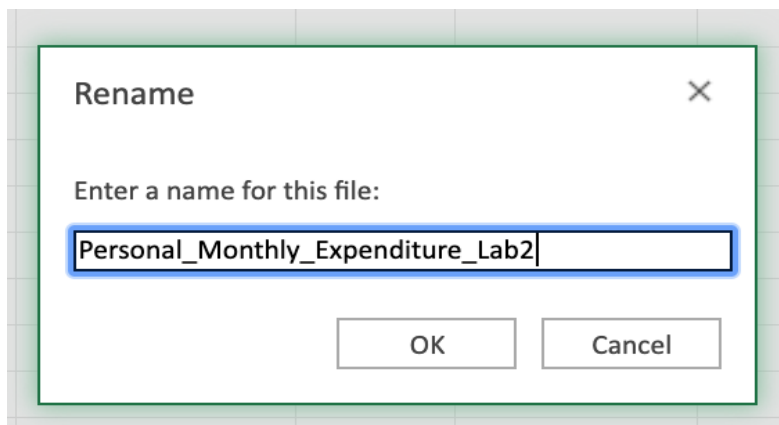 Rename
Enter a name for this file:
Personal_Monthly_Expenditure_Lab2
OK
Cancel